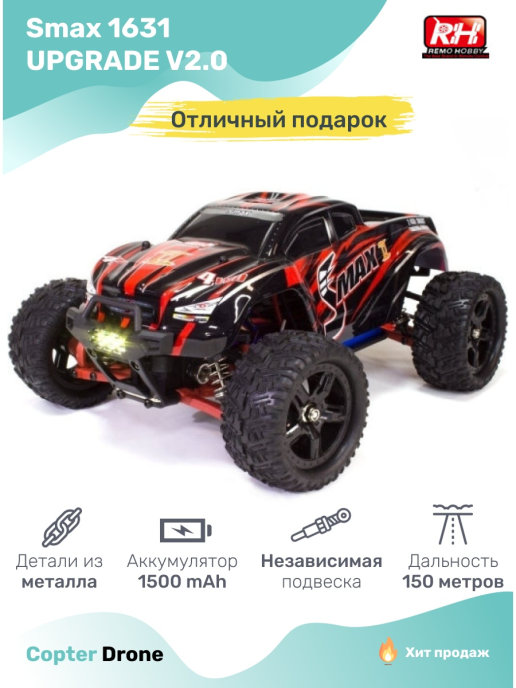 Smax 1631
UPGRADE V2.0
RH
REMO HOBBY
Отличный подарок
SMAX
Детали из
металла
Аккумулятор
1500 mAh
Независимая
подвеска
Дальность
150 метров
Copter Drone
Хит продаж